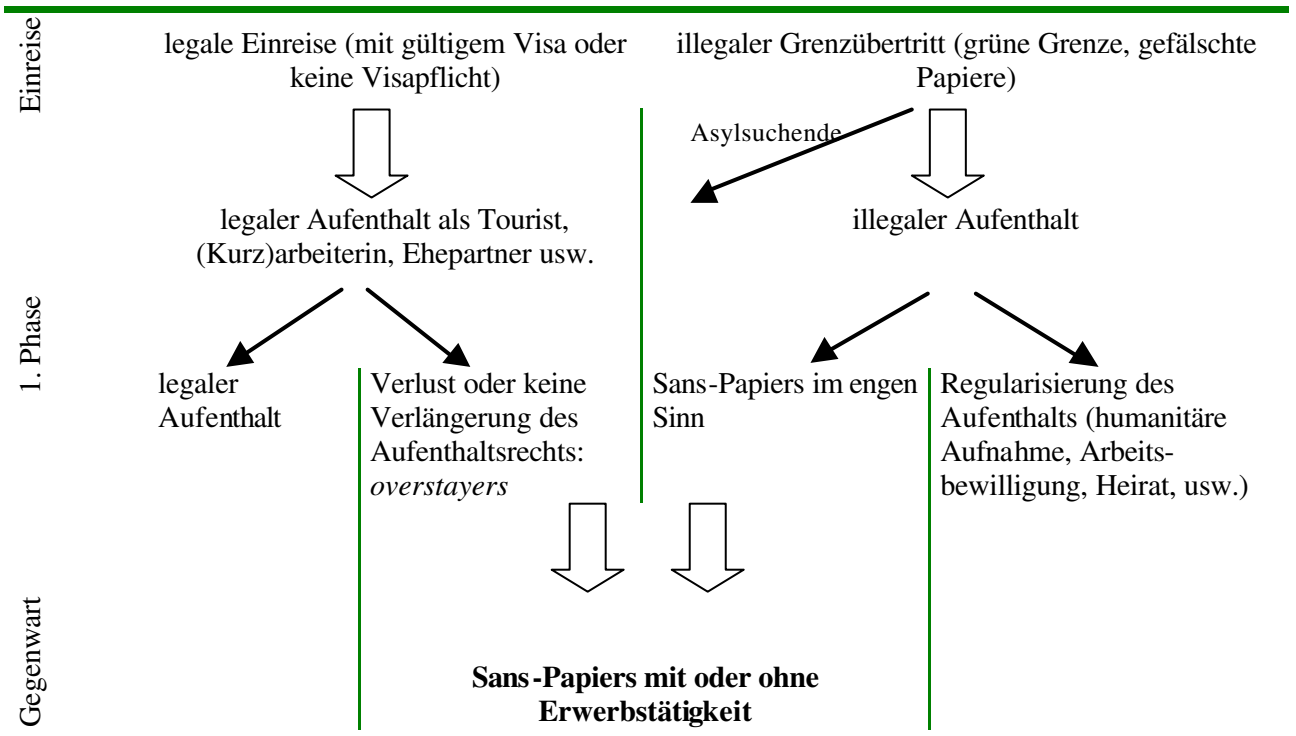 Einreise
legale Einreise (mit gültigem Visa oder
keine Visapflicht)
illegaler Grenzübertritt (grüne Grenze, gefälschte
Papiere)
Asylsuchende
legaler Aufenthalt als Tourist,
(Kurz)arbeiterin, Ehepartner usw.
illegaler Aufenthalt
1. Phase
legaler
Aufenthalt
Verlust oder keine
Verlängerung des
Aufenthaltsrechts:
overstayers
Sans-Papiers im engen
Sinn
Regularisierung des
Aufenthalts (humanitäre
Aufnahme, Arbeits-
bewilligung, Heirat, usw.)
Gegenwart
Sans-Papiers mit oder ohne
Erwerbstätigkeit